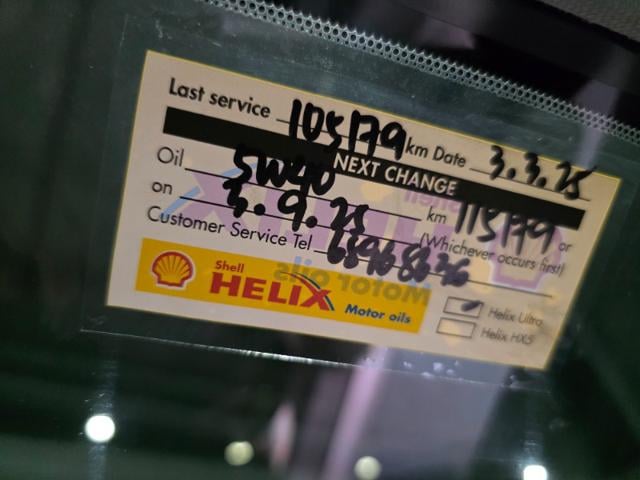 Last service 105179 km Date 3.3.25
NEXT CHANGE
Oil 5W40 km 115179 or
on 3.9.25 (Whichever occurs first)
Customer Service Tel 65968636
Shell
HELIX
Motor oils
Helix Ultra
Helix HX5